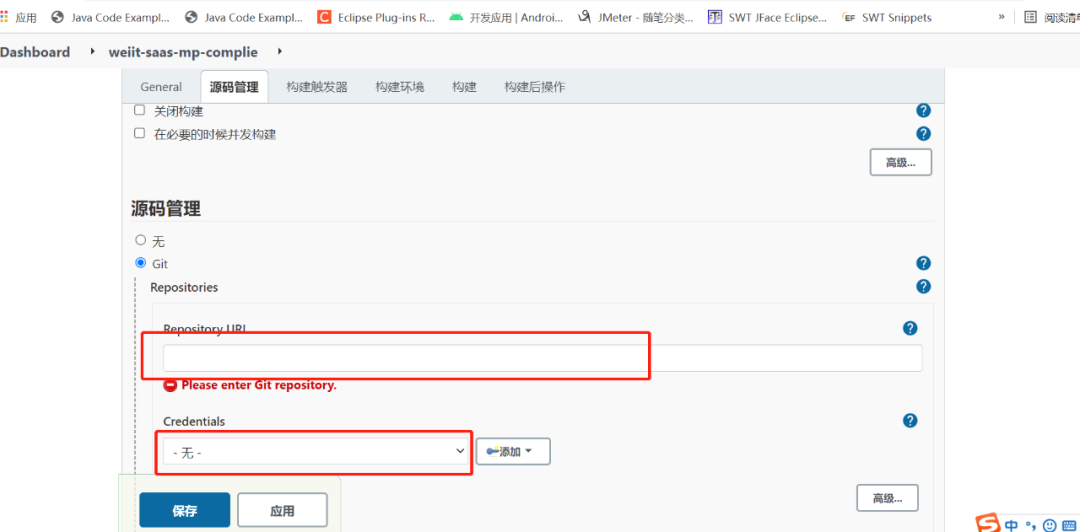 应用 Java Code Exampl... Java Code Exampl... Eclipse Plug-ins R... 开发应用 | Androi... JMeter - 随笔分类... SWT JFace Eclipse... EF SWT Snippets » 阅读清单
Dashboard weiit-saas-mp-complie
General 源码管理 构建触发器 构建环境 构建 构建后操作
关闭构建 ?
在必要的时候并发构建 ?
高级...
源码管理
无
Git ?
Repositories ?
Repository URL ?
Please enter Git repository.
Credentials ?
- 无 - 添加
高级...
保存 应用
中